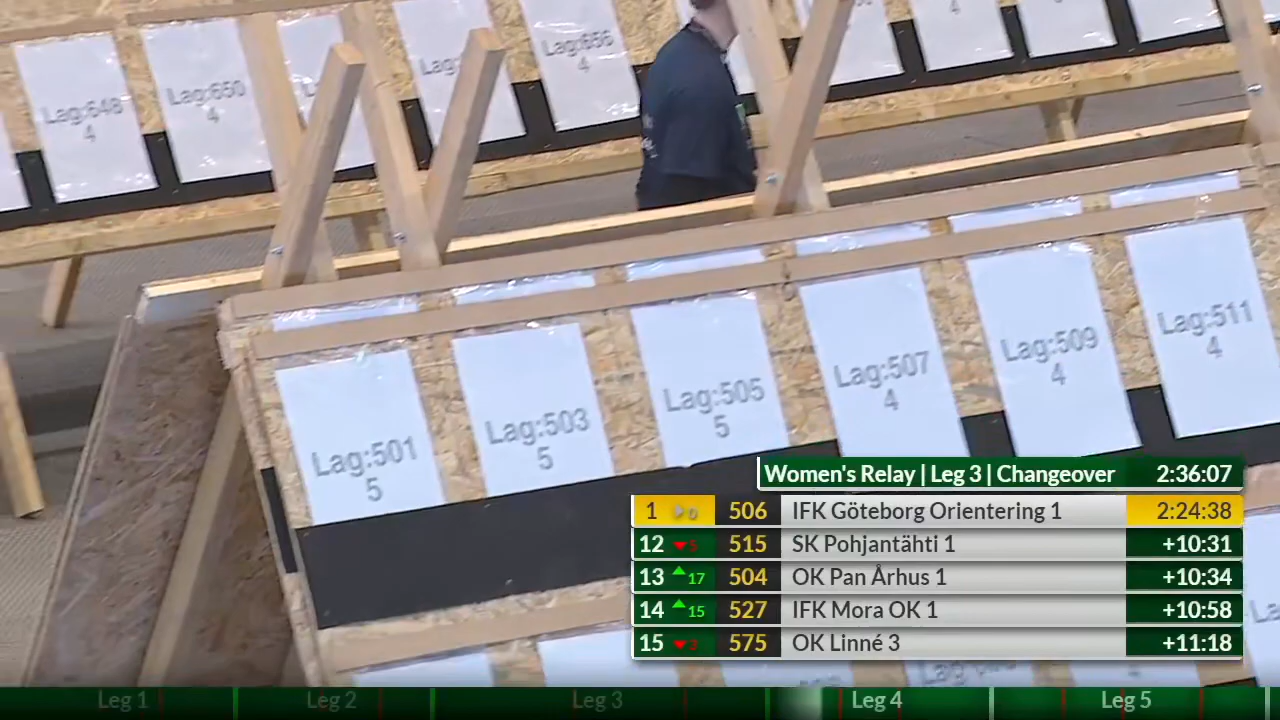 Lag:648
4
Lag:650
4
Lag:656
4
4
Lag:501
5
Lag:503
5
Lag:505
5
Lag:507
4
Lag:509
4
Lag:511
4
Women's Relay | Leg 3 | Changeover 2:36:07
1 0 506 IFK Göteborg Orientering 1 2:24:38
12 5 515 SK Pohjantähti 1 +10:31
13 17 504 OK Pan Århus 1 +10:34
14 15 527 IFK Mora OK 1 +10:58
15 3 575 OK Linné 3 +11:18
Leg 1 Leg 2 Leg 3 Leg 4 Leg 5